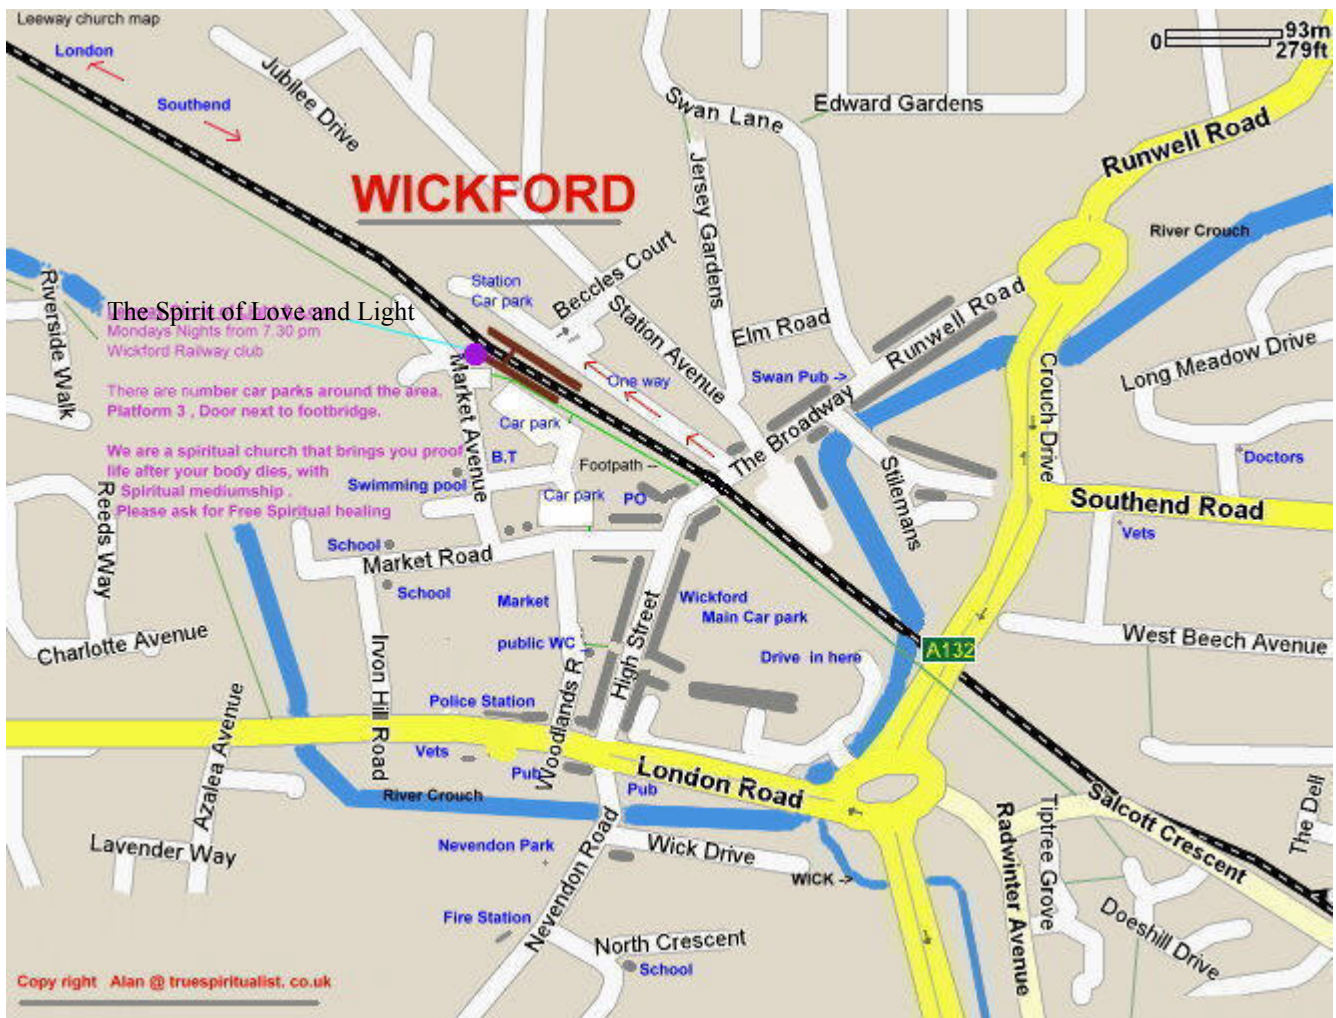 Leeway church map
London
Southend
Jubilee Drive
WICKFORD
Swan Lane
Edward Gardens
0 93m
279ft
Runwell Road
River Crouch
Jersey Gardens
Beccles Court
Station
Car park
Station Avenue
Elm Road
Runwell Road
Riverside Walk
The Spirit of Love and Light
Mondays Nights from 7.30 pm
Wickford Railway club
There are number car parks around the area.
Platform 3 , Door next to footbridge.
We are a spiritual church that brings you proof
life after your body dies, with
Spiritual mediumship .
Please ask for Free Spiritual healing
Market Avenue
One way
Swan Pub ->
The Broadway
Crouch Drive
Long Meadow Drive
Car park
B.T
Footpath --
Swimming pool
Car park
PO
Stilemans
Doctors
Southend Road
Vets
Reeds Way
School
Market Road
School
Market
Wickford
Main Car park
public WC
High Street
Drive in here
A132
West Beech Avenue
Charlotte Avenue
Irvon Hill Road
Police Station
Woodlands R
Azalea Avenue
Vets
Pub
London Road
Pub
River Crouch
Salcott Crescent
The Dell
Lavender Way
Nevendon Park
Nevendon Road
Wick Drive
WICK ->
Radwinter Avenue
Tiptree Grove
Doeshill Drive
Fire Station
North Crescent
School
Copy right Alan @ truespiritualist. co.uk